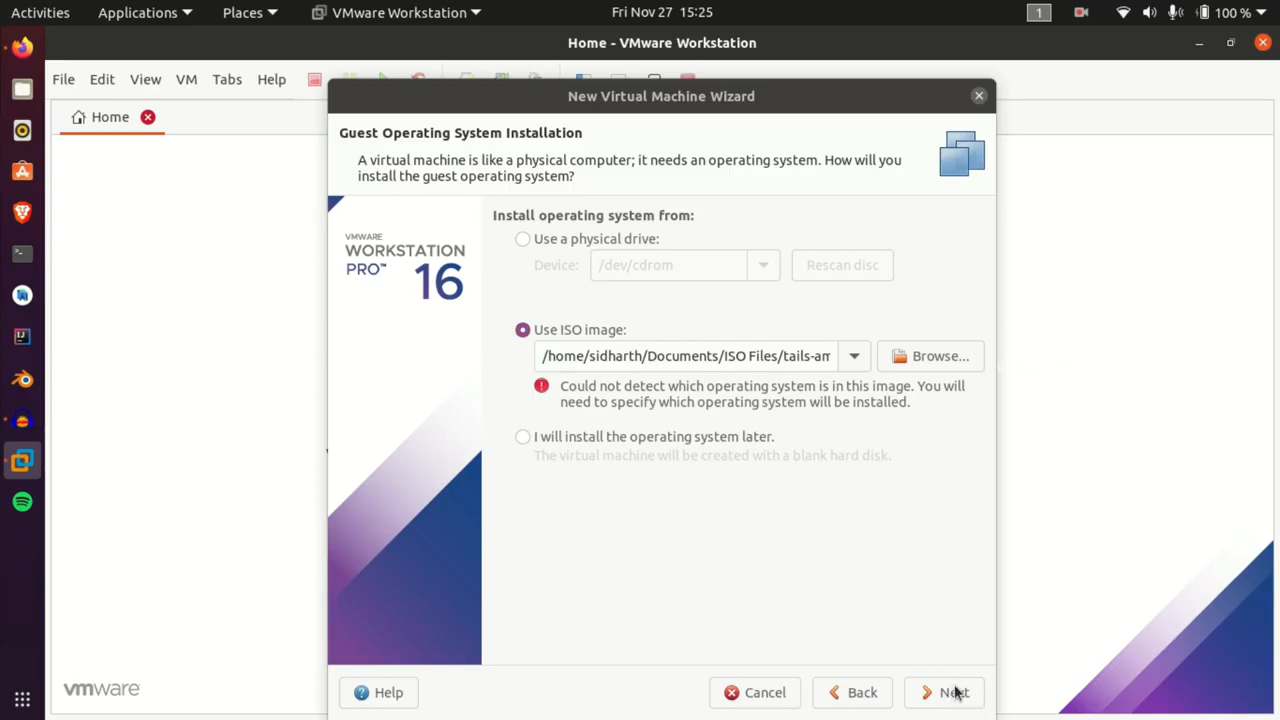 Activities Applications Places VMware Workstation Fri Nov 27 15:25 1 100 %
Home - VMware Workstation
File Edit View VM Tabs Help
New Virtual Machine Wizard
Home
Guest Operating System Installation
A virtual machine is like a physical computer; it needs an operating system. How will you
install the guest operating system?
VMWARE
WORKSTATION
PRO™ 16
Install operating system from:
Use a physical drive:
Device: /dev/cdrom Rescan disc
Use ISO image:
/home/sidharth/Documents/ISO Files/tails-am Browse...
Could not detect which operating system is in this image. You will
need to specify which operating system will be installed.
I will install the operating system later.
The virtual machine will be created with a blank hard disk.
vmware
Help Cancel Back Next